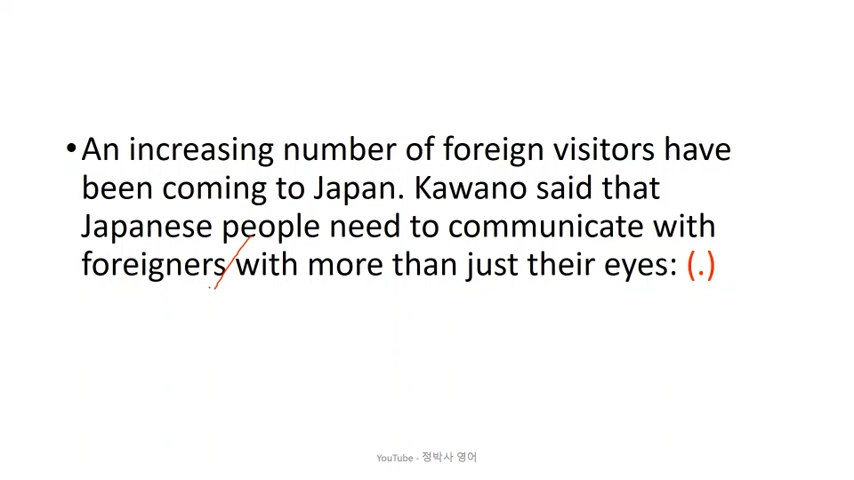 •An increasing number of foreign visitors have
been coming to Japan. Kawano said that
Japanese people need to communicate with
foreigners with more than just their eyes: (.)
YouTube - 정박사 영어